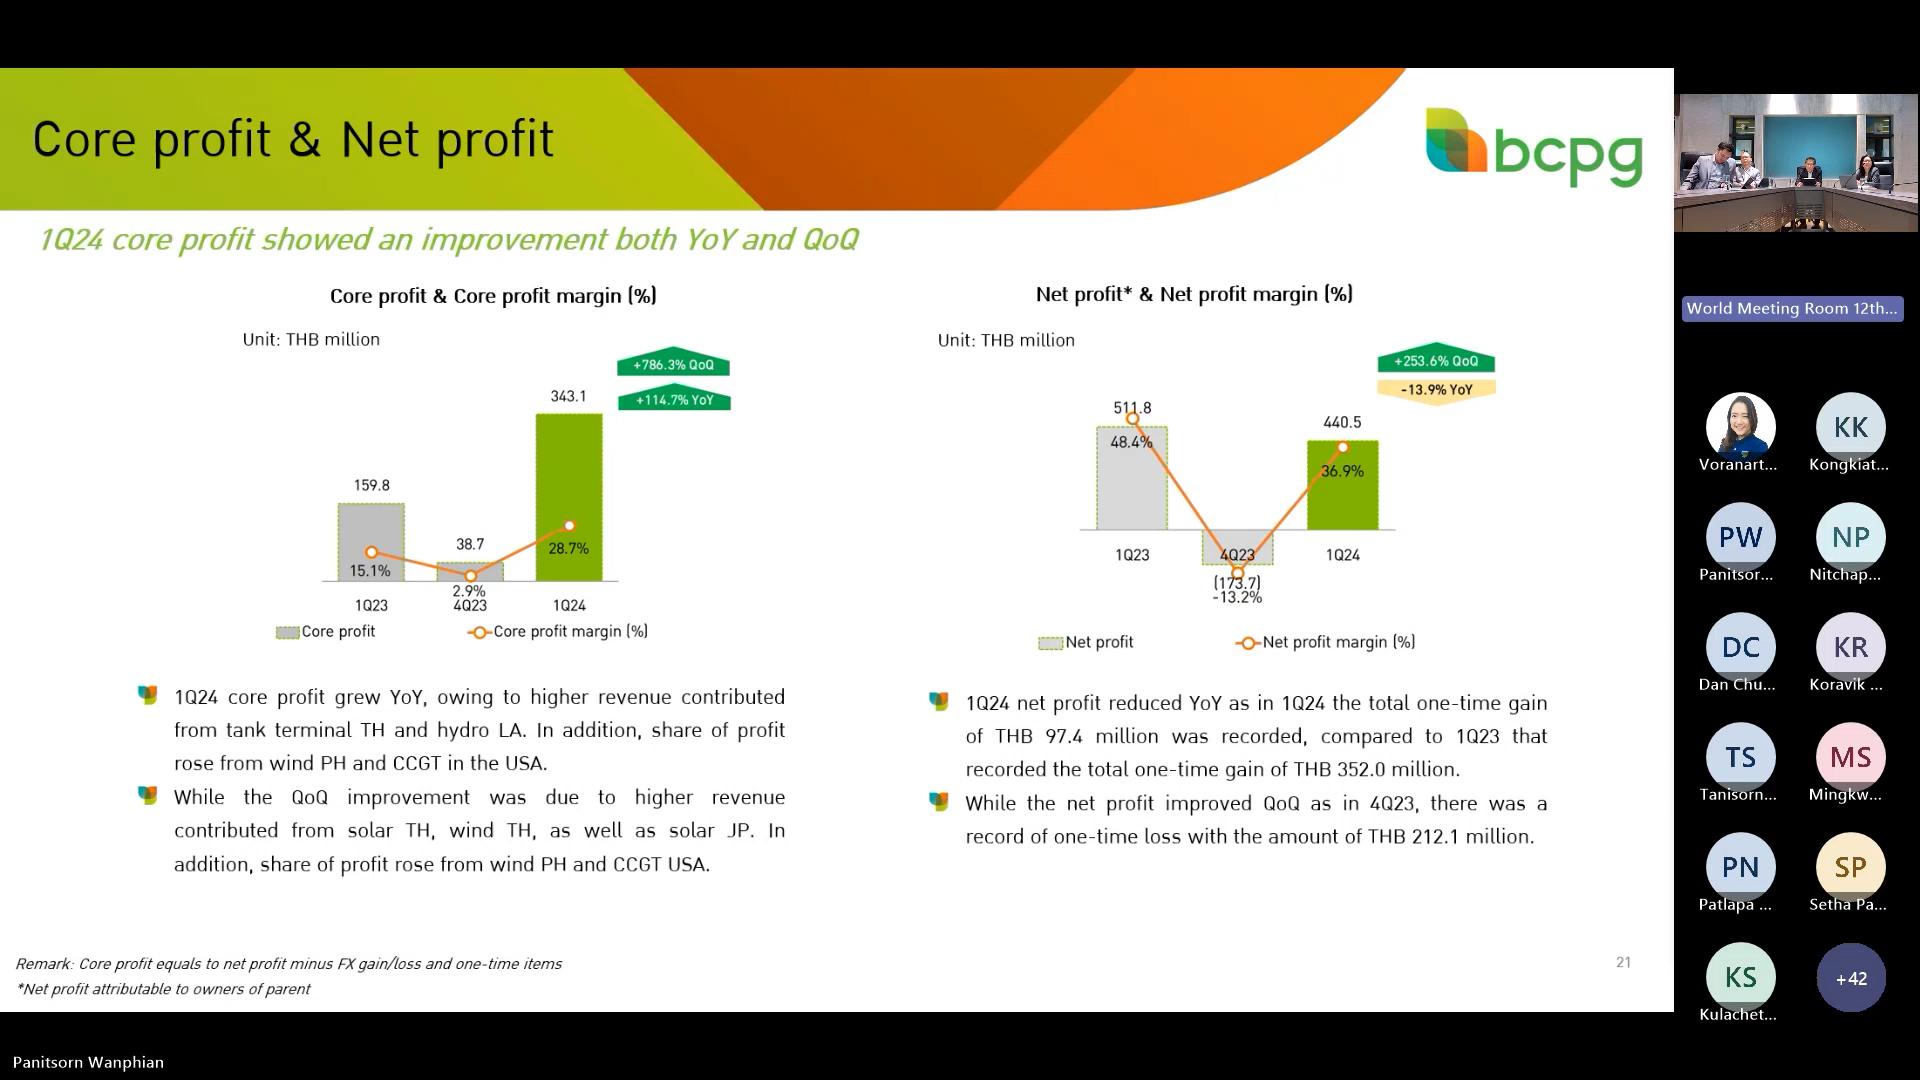 Core profit & Net profit
bcpg
1Q24 core profit showed an improvement both YoY and QoQ
Core profit & Core profit margin (%)
Unit: THB million
+786.3% QoQ
+114.7% YoY
343.1
159.8
38.7
28.7%
15.1%
2.9%
1Q23
4Q23
1Q24
Core profit
Core profit margin (%)
1Q24 core profit grew YoY, owing to higher revenue contributed
from tank terminal TH and hydro LA. In addition, share of profit
rose from wind PH and CCGT in the USA.
While the QoQ improvement was due to higher revenue
contributed from solar TH, wind TH, as well as solar JP. In
addition, share of profit rose from wind PH and CCGT USA.
Net profit* & Net profit margin (%)
Unit: THB million
+253.6% QoQ
-13.9% YoY
511.8
440.5
48.4%
36.9%
1Q23
4Q23
1Q24
(173.7)
-13.2%
Net profit
Net profit margin (%)
1Q24 net profit reduced YoY as in 1Q24 the total one-time gain
of THB 97.4 million was recorded, compared to 1Q23 that
recorded the total one-time gain of THB 352.0 million.
While the net profit improved QoQ as in 4Q23, there was a
record of one-time loss with the amount of THB 212.1 million.
Remark: Core profit equals to net profit minus FX gain/loss and one-time items
*Net profit attributable to owners of parent
21
World Meeting Room 12th...
Voranart...
KK
Kongkiat...
PW
Panitsor...
NP
Nitchap...
DC
Dan Chu...
KR
Koravik ...
TS
Tanisorn...
MS
Mingkw...
PN
Patlapa ...
SP
Setha Pa...
KS
Kulachet...
+42
Panitsorn Wanphian